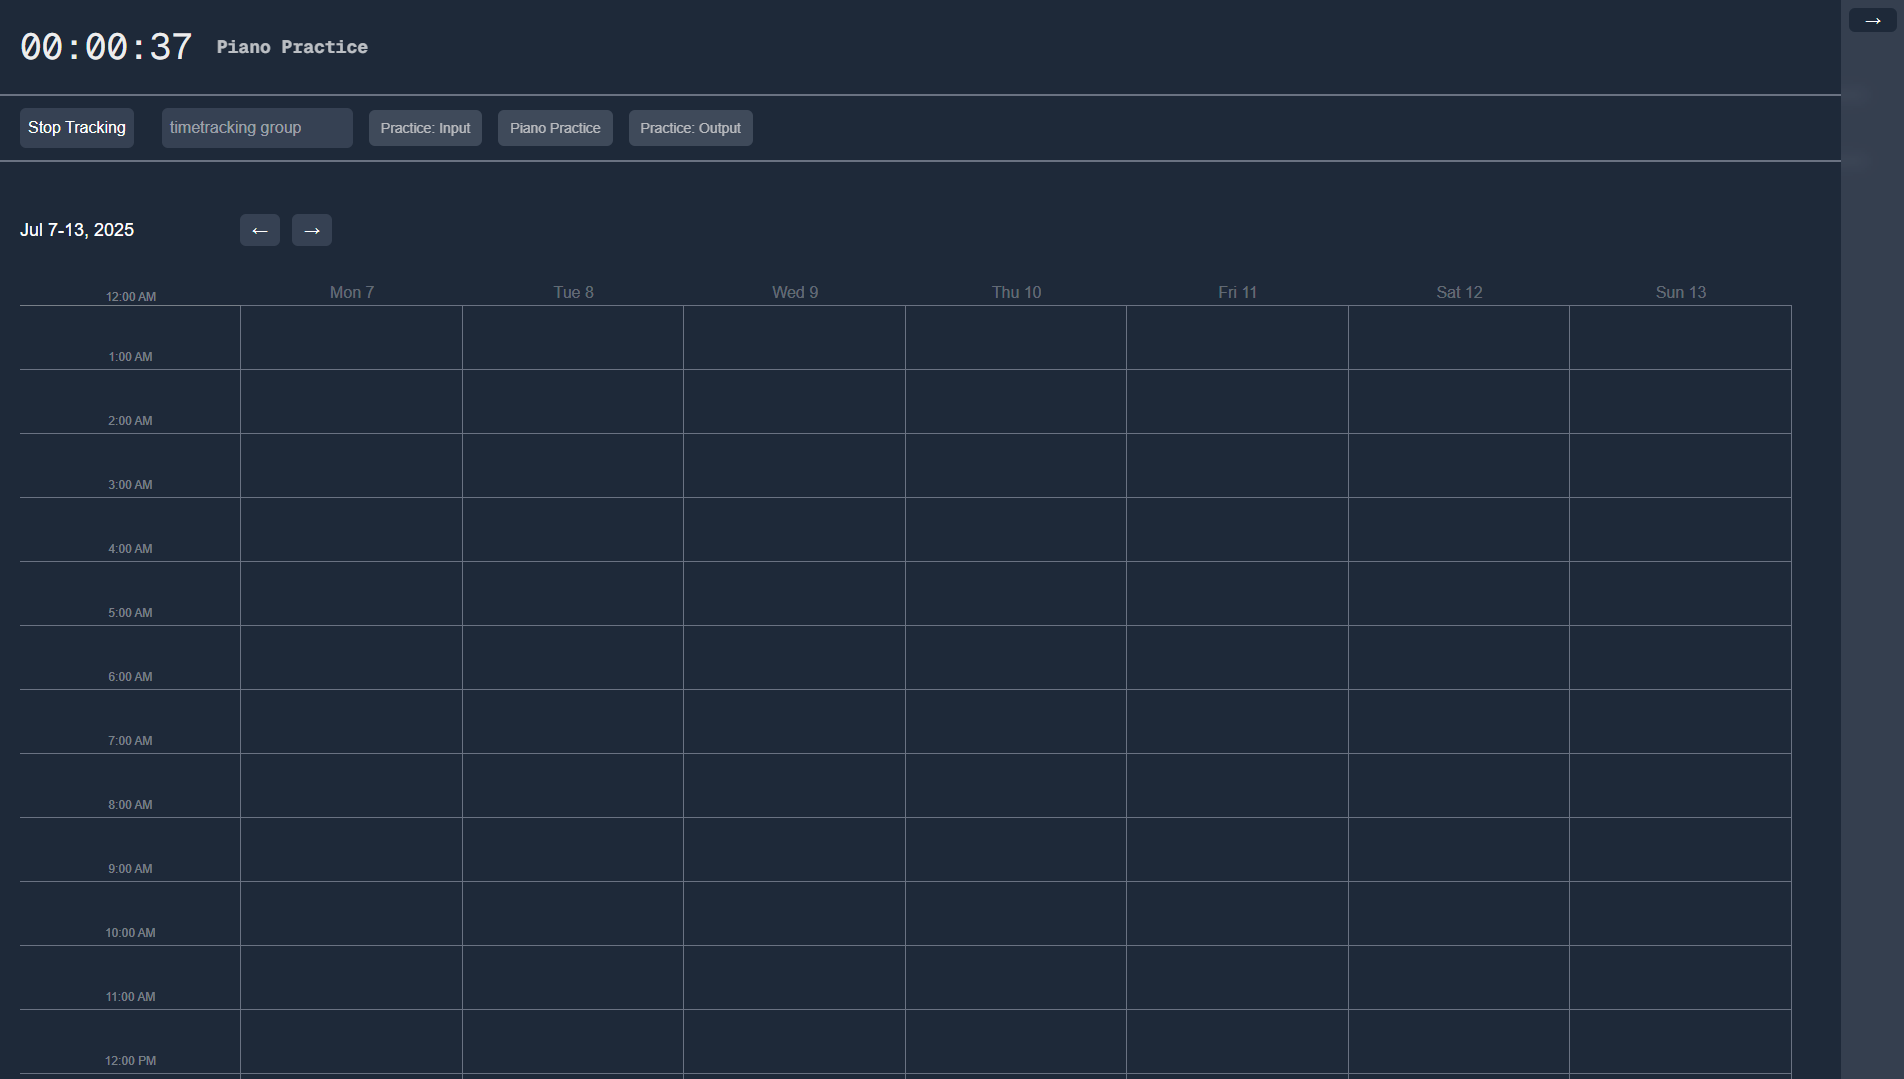 →
00:00:37 Piano Practice
Stop Tracking timetracking group Practice: Input Piano Practice Practice: Output
Jul 7-13, 2025 ← →
12:00 AM Mon 7 Tue 8 Wed 9 Thu 10 Fri 11 Sat 12 Sun 13
1:00 AM
2:00 AM
3:00 AM
4:00 AM
5:00 AM
6:00 AM
7:00 AM
8:00 AM
9:00 AM
10:00 AM
11:00 AM
12:00 PM